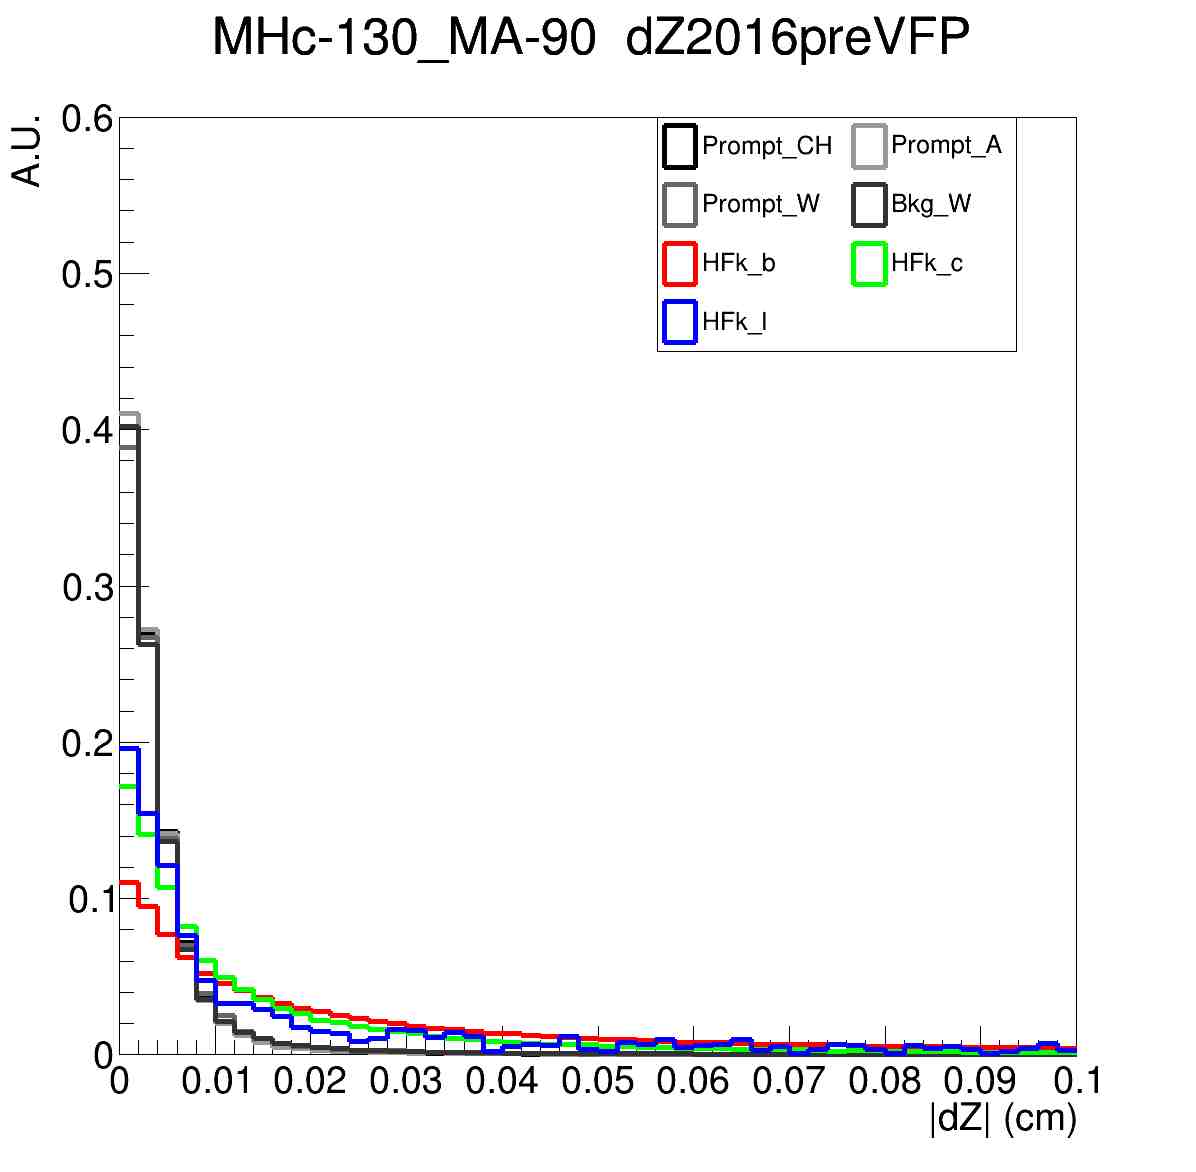 MHc-130_MA-90 dZ2016preVFP
A.U.
0.6
0.5
0.4
0.3
0.2
0.1
0
Prompt_CH Prompt_A
Prompt_W Bkg_W
HFk_b HFk_c
HFk_l
0 0.01 0.02 0.03 0.04 0.05 0.06 0.07 0.08 0.09 0.1
|dZ| (cm)